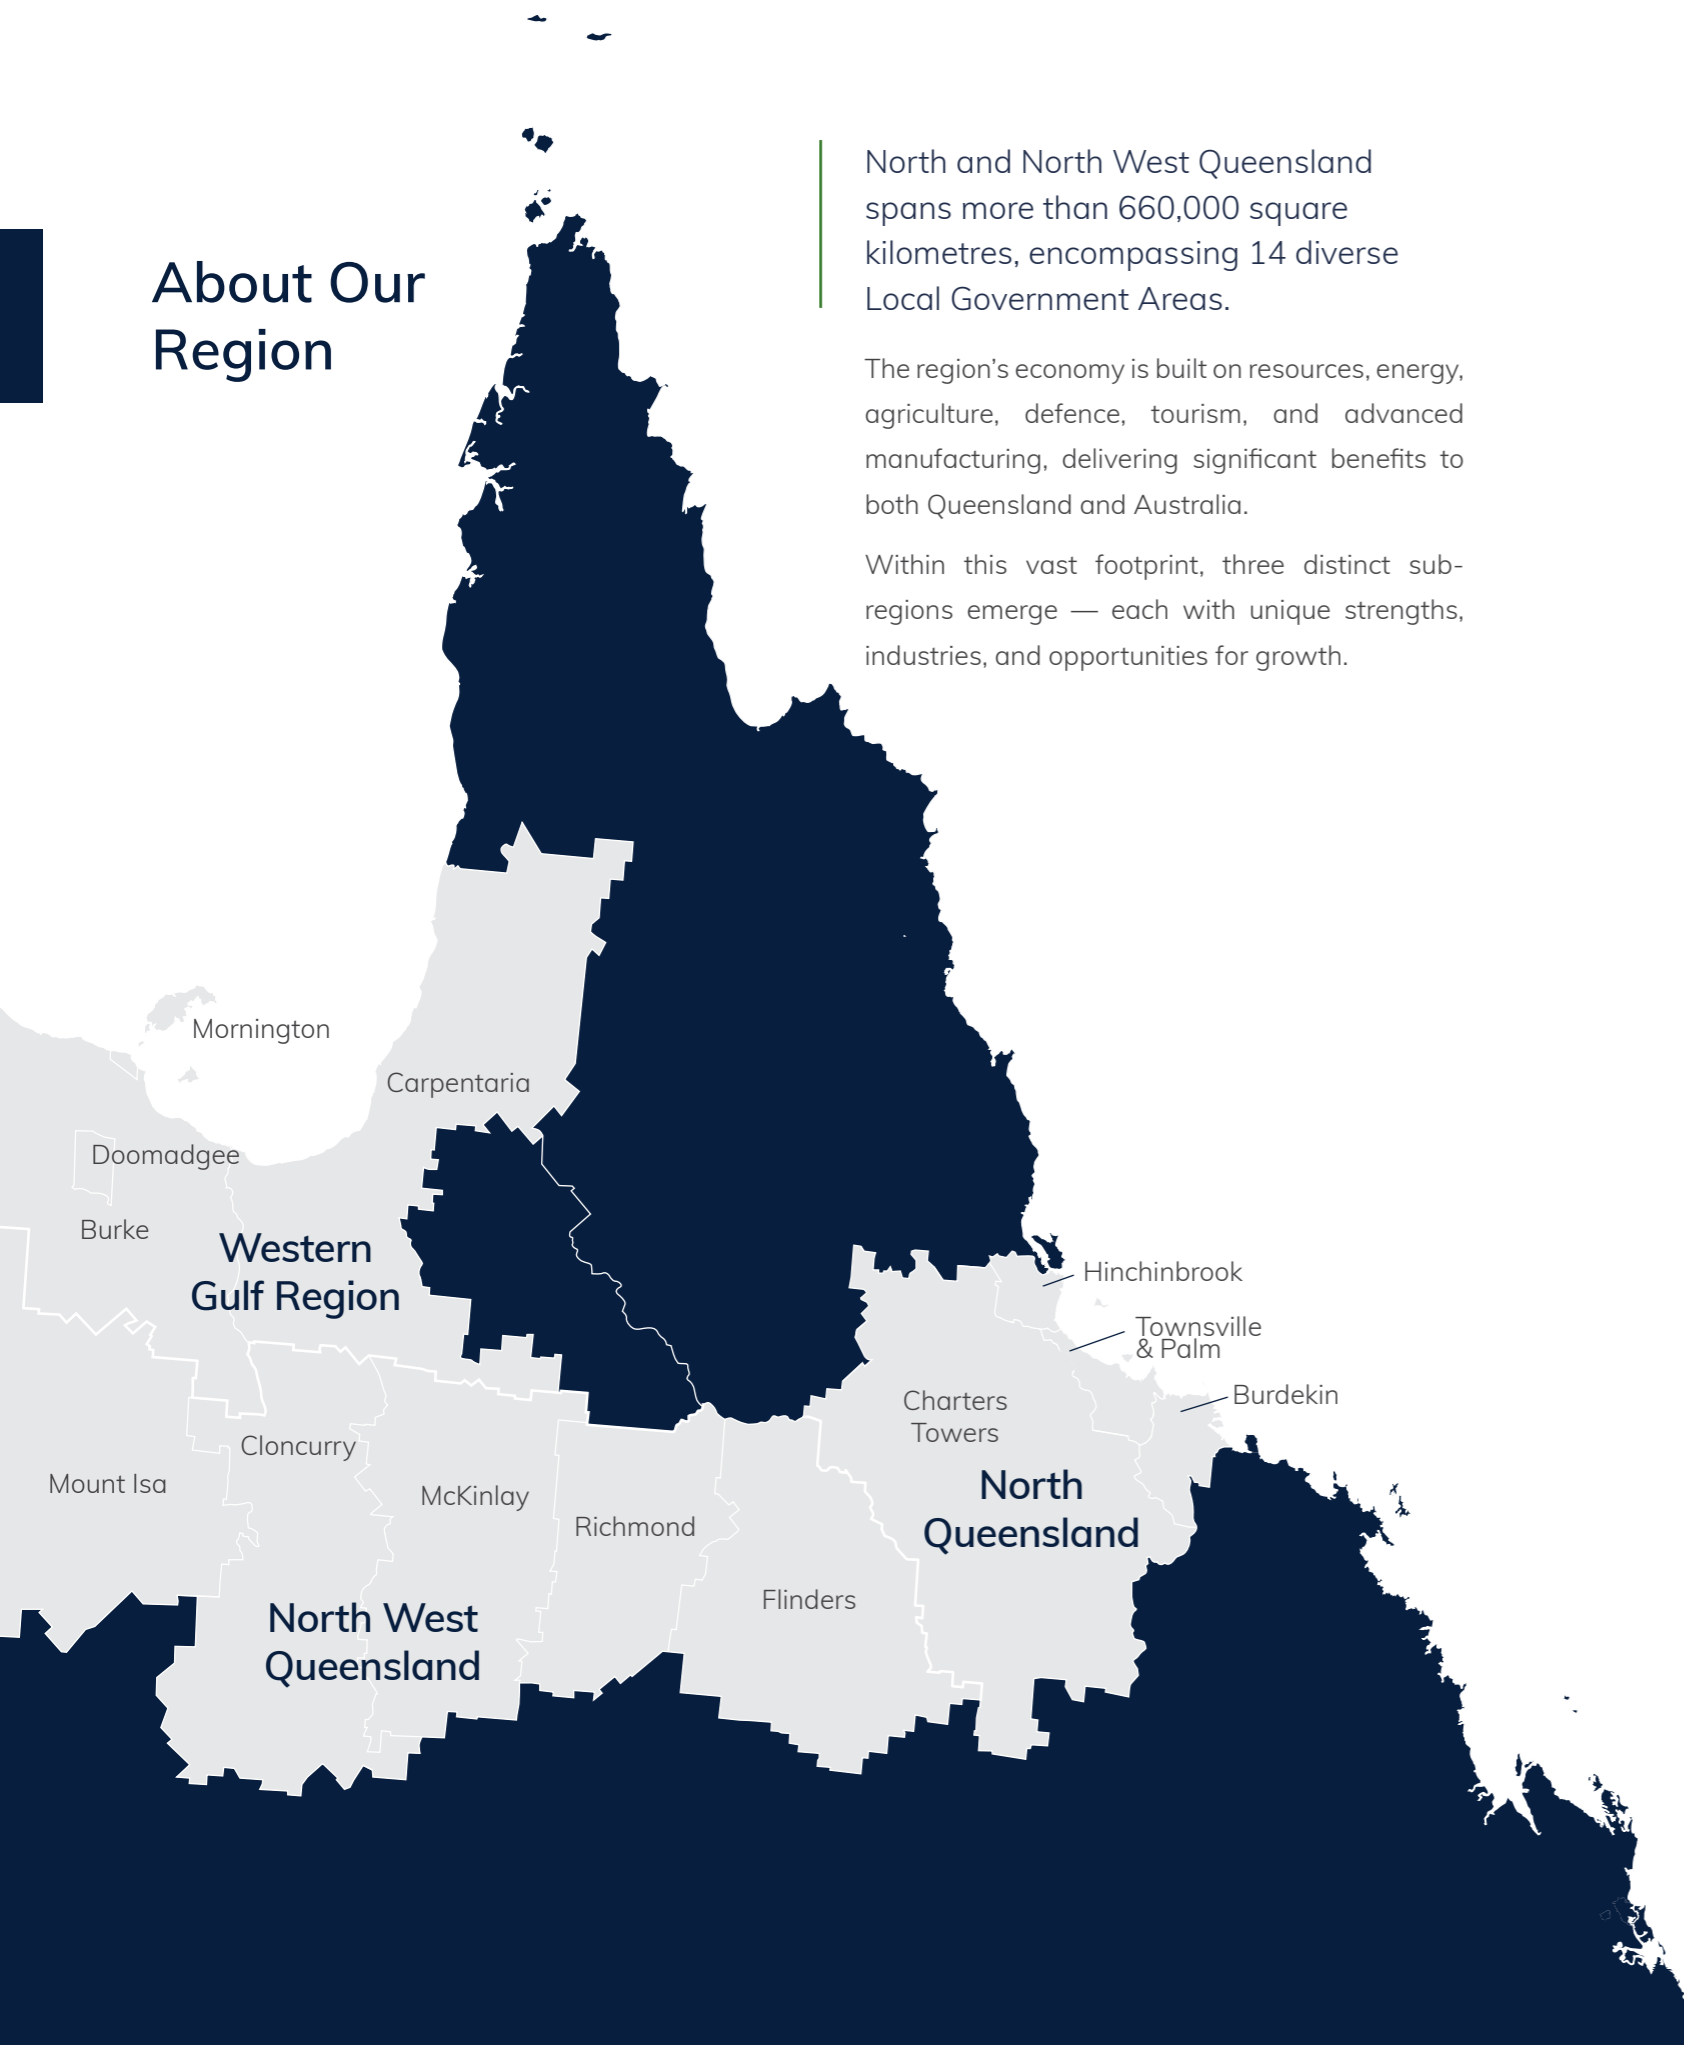 About Our
Region
North and North West Queensland
spans more than 660,000 square
kilometres, encompassing 14 diverse
Local Government Areas.
The region’s economy is built on resources, energy,
agriculture, defence, tourism, and advanced
manufacturing, delivering significant benefits to
both Queensland and Australia.
Within this vast footprint, three distinct sub-
regions emerge — each with unique strengths,
industries, and opportunities for growth.
Mornington
Carpentaria
Doomadgee
Burke
Western
Gulf Region
Hinchinbrook
Townsville
& Palm
Burdekin
Charters
Towers
Cloncurry
Mount Isa
McKinlay
Richmond
North
Queensland
Flinders
North West
Queensland